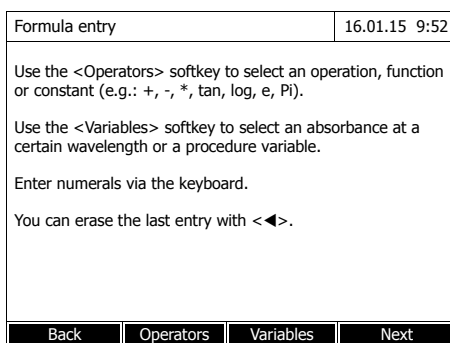 Formula entry 16.01.15 9:52
Use the <Operators> softkey to select an operation, function
or constant (e.g.: +, -, *, tan, log, e, Pi).
Use the <Variables> softkey to select an absorbance at a
certain wavelength or a procedure variable.
Enter numerals via the keyboard.
You can erase the last entry with <◀>.
Back Operators Variables Next